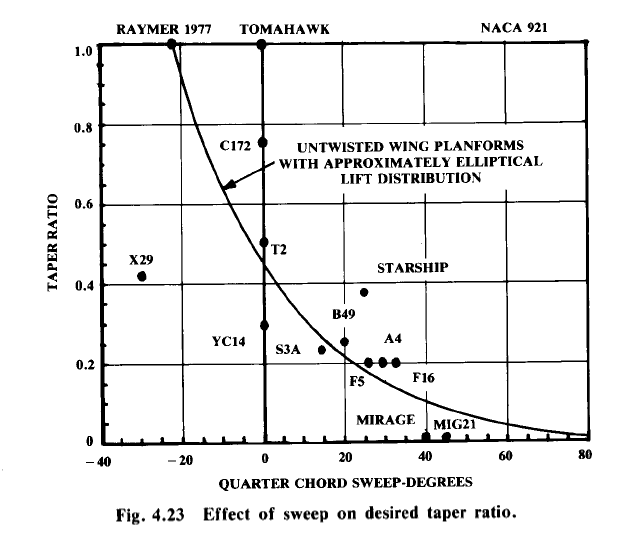 RAYMER 1977 TOMAHAWK NACA 921
1.0
C172
0.8
UNTWISTED WING PLANFORMS
WITH APPROXIMATELY ELLIPTICAL
LIFT DISTRIBUTION
0.6
TAPER RATIO
T2
X29
STARSHIP
0.4
B49
YC14
S3A
A4
0.2
F5
F16
MIRAGE
MIG21
0
-40 -20 0 20 40 60 80
QUARTER CHORD SWEEP-DEGREES
Fig. 4.23 Effect of sweep on desired taper ratio.